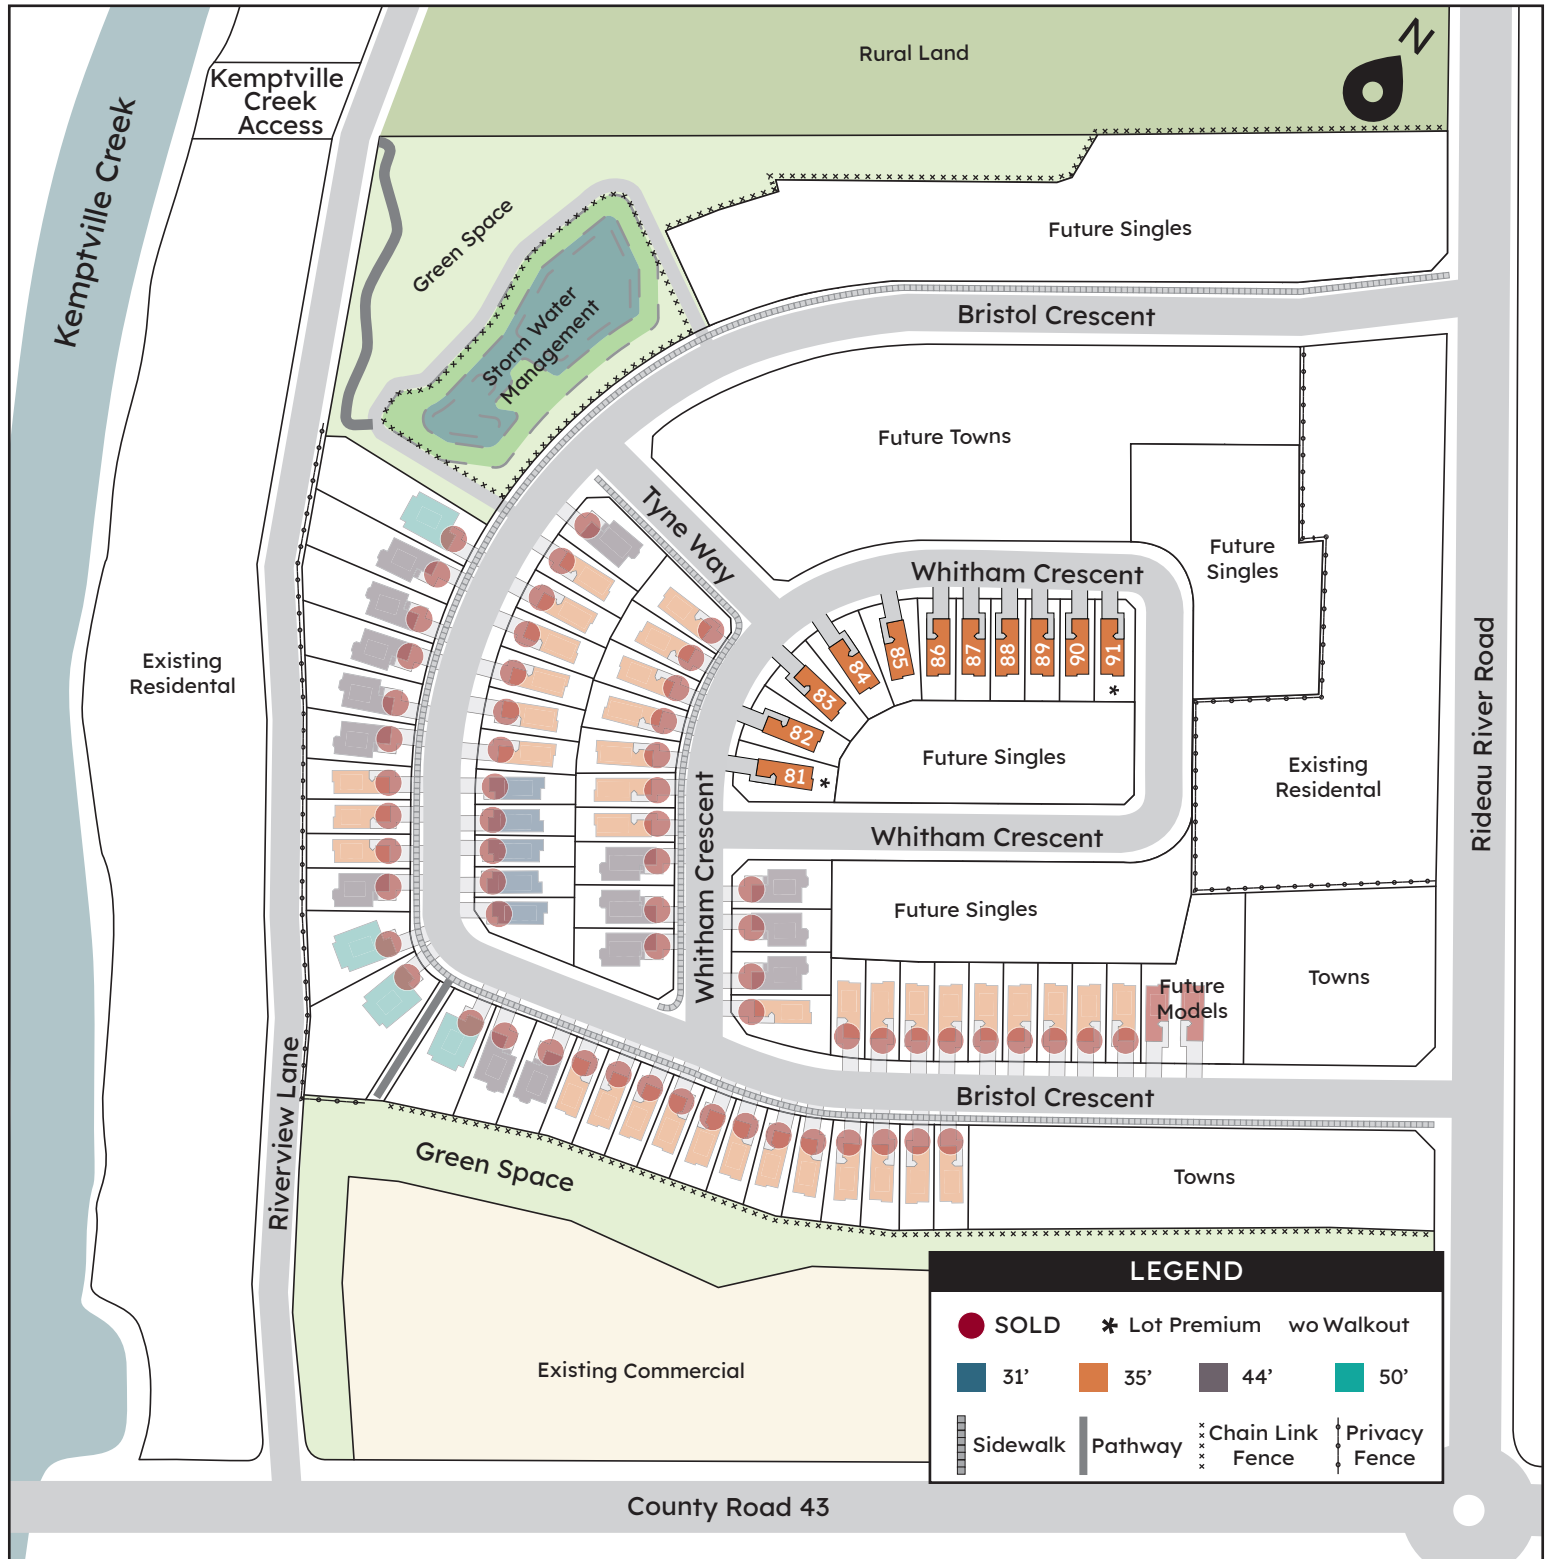 Rural Land
N
Kemptville
Creek
Access
Kemptville Creek
Green Space
Future Singles
Storm Water
Management
Bristol Crescent
Future Towns
Tyne Way
Future
Singles
Whitham Crescent
81
*
82
83
84
85
86
87
88
89
90
91
*
Existing
Residential
Future Singles
Existing
Residential
Rideau River Road
Whitham Crescent
Whitham Crescent
Future Singles
Future
Models
Towns
Bristol Crescent
Riverview Lane
Green Space
Towns
Existing Commercial
LEGEND
SOLD
* Lot Premium
wo Walkout
31’
35’
44’
50’
Sidewalk
Pathway
Chain Link
Fence
Privacy
Fence
County Road 43